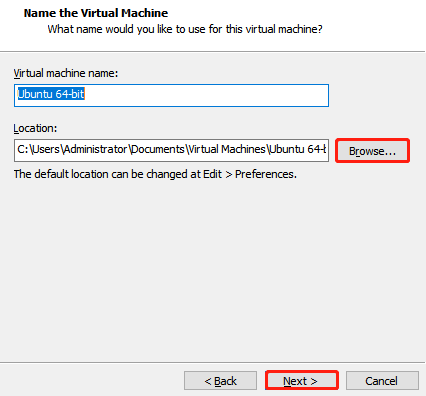 Name the Virtual Machine
What name would you like to use for this virtual machine?
Virtual machine name:
Ubuntu 64-bit
Location:
C:\Users\Administrator\Documents\Virtual Machines\Ubuntu 64-b
Browse...
The default location can be changed at Edit > Preferences.
< Back
Next >
Cancel